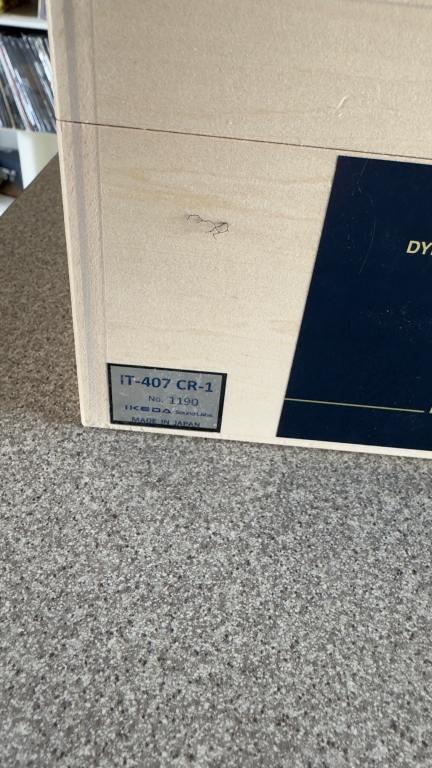 DY
IT-407 CR-1
No. 1190
IKEDA Sound Labs.
MADE IN JAPAN